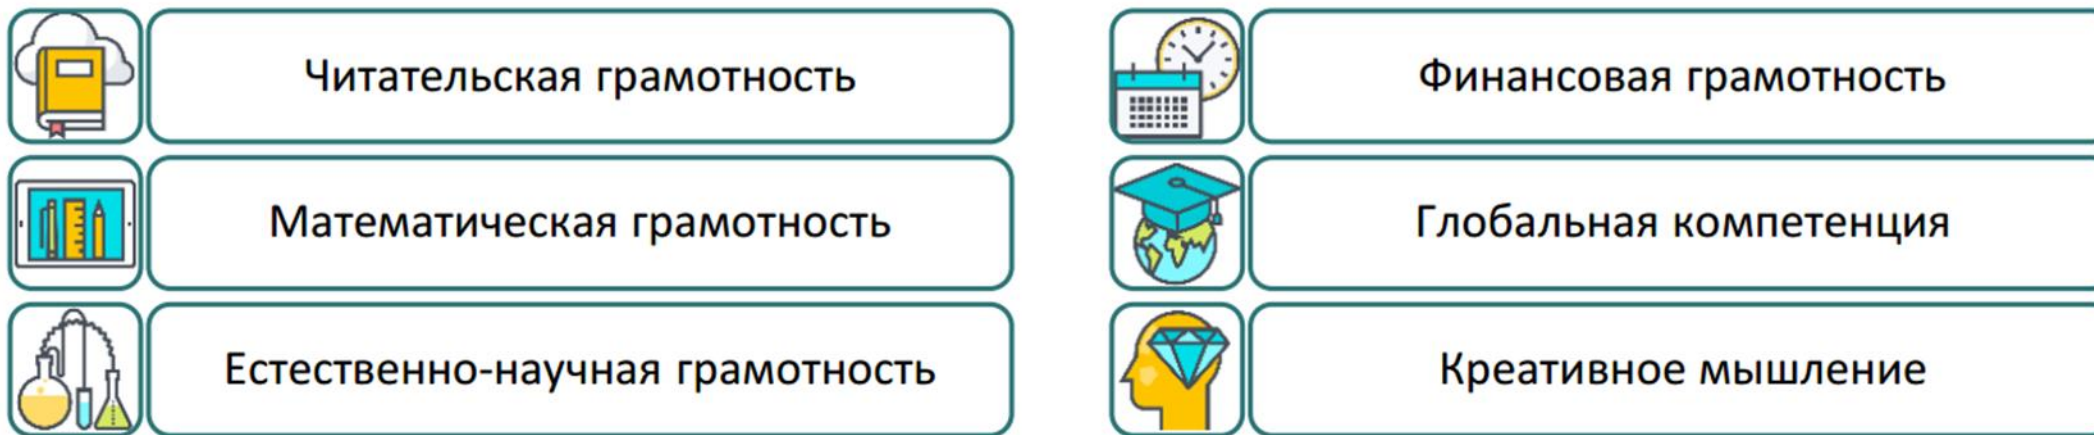 Читательская грамотность
Математическая грамотность
Естественно-научная грамотность
Финансовая грамотность
Глобальная компетенция
Креативное мышление